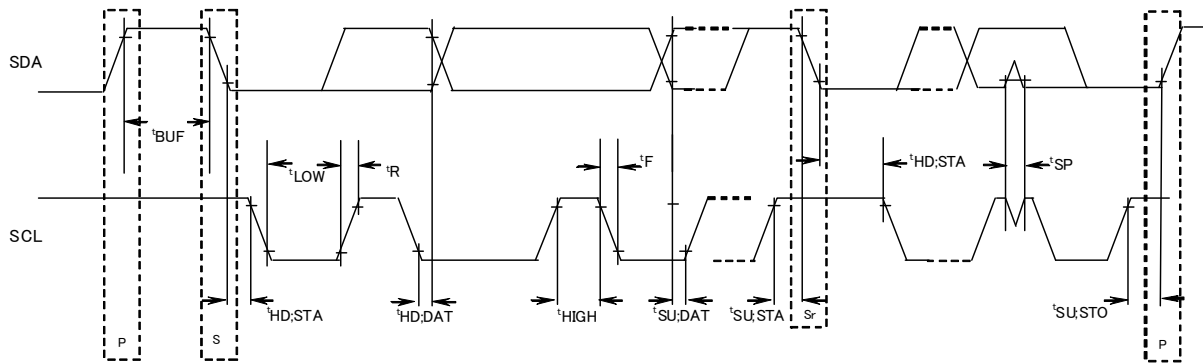 SDA
tBUF
tLOW
tR
tF
tHD;STA
tSP
SCL
tHD;STA
tHD;DAT
tHIGH
tSU;DAT
tSU;STA
Sr
tSU;STO
P
S
P